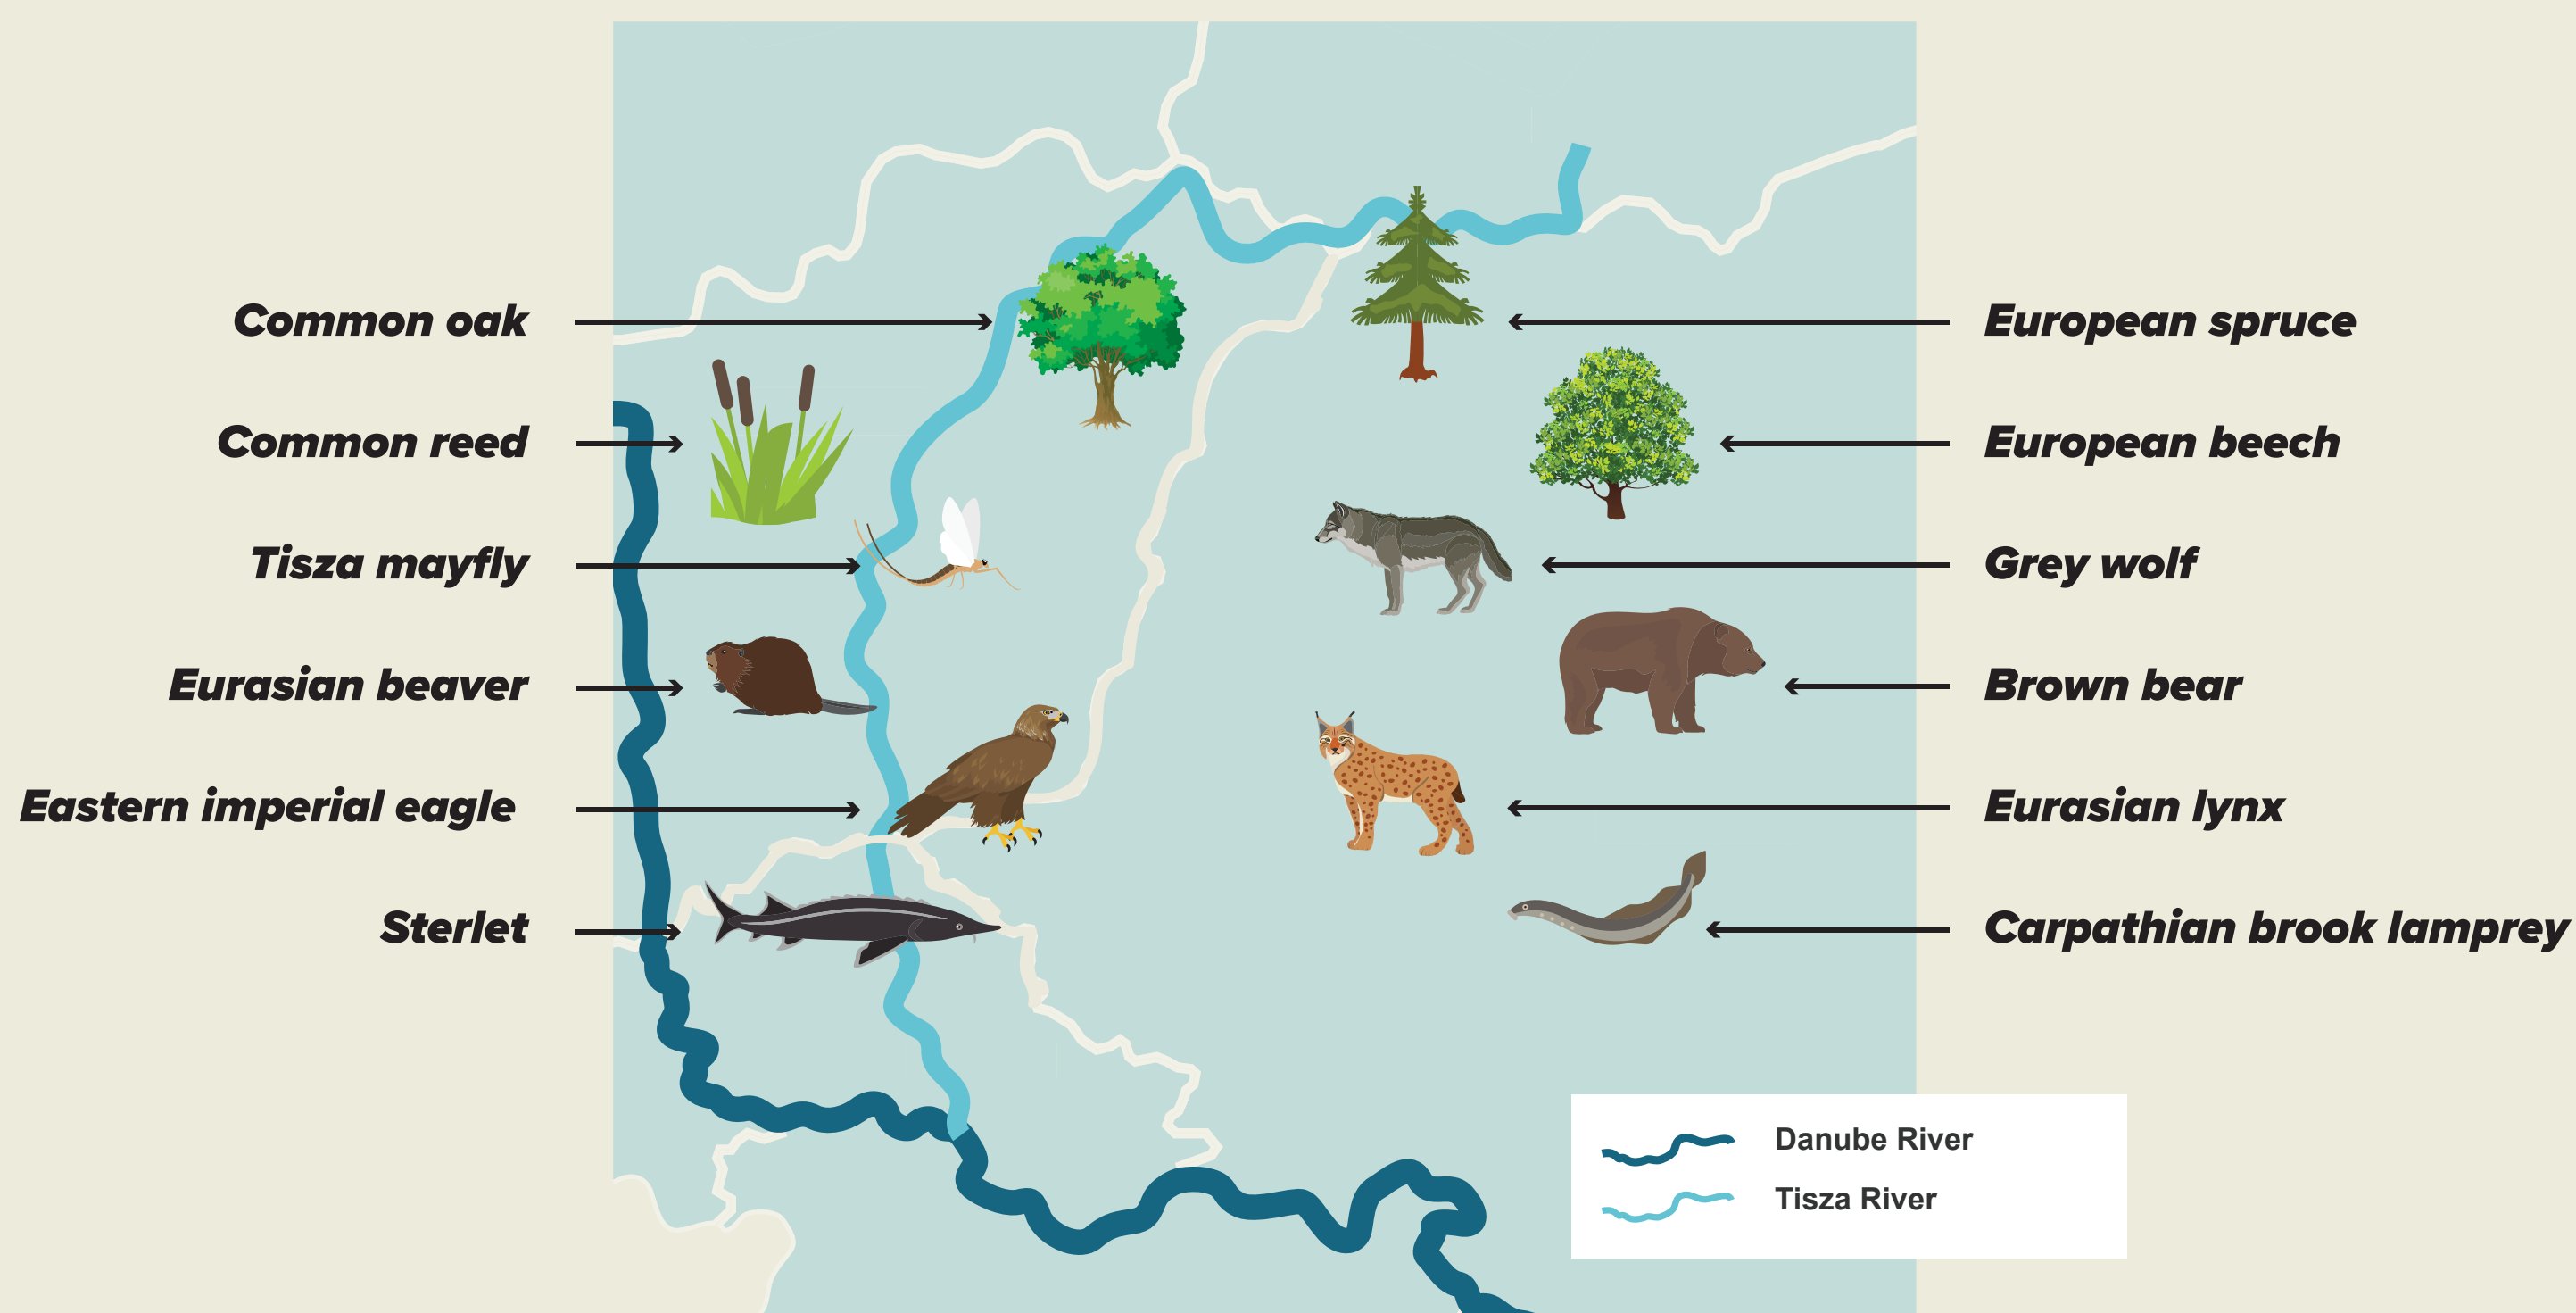 Common oak
Common reed
Tisza mayfly
Eurasian beaver
Eastern imperial eagle
Sterlet
European spruce
European beech
Grey wolf
Brown bear
Eurasian lynx
Carpathian brook lamprey
Danube River
Tisza River